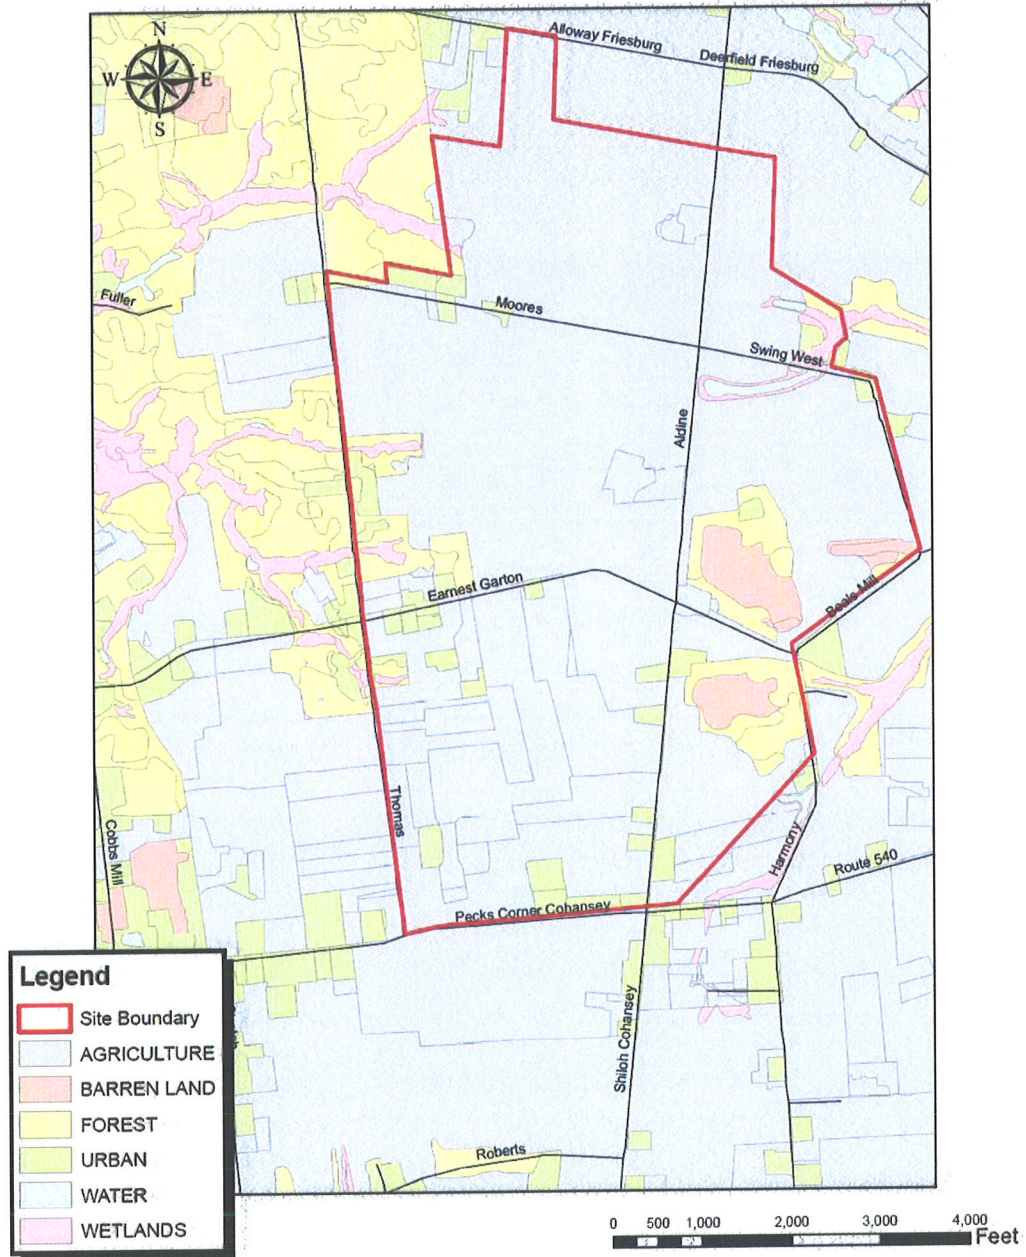 N
W E
S
Alloway Friesburg
Deerfield Friesburg
Fuller
Moores
Swing West
Aldine
Earnest Garton
Beals Mill
Thomas
Cobbs Mill
Harmony
Route 540
Pecks Corner Cohansey
Shiloh Cohansey
Roberts
Legend
Site Boundary
AGRICULTURE
BARREN LAND
FOREST
URBAN
WATER
WETLANDS
0 500 1,000 2,000 3,000 4,000
Feet